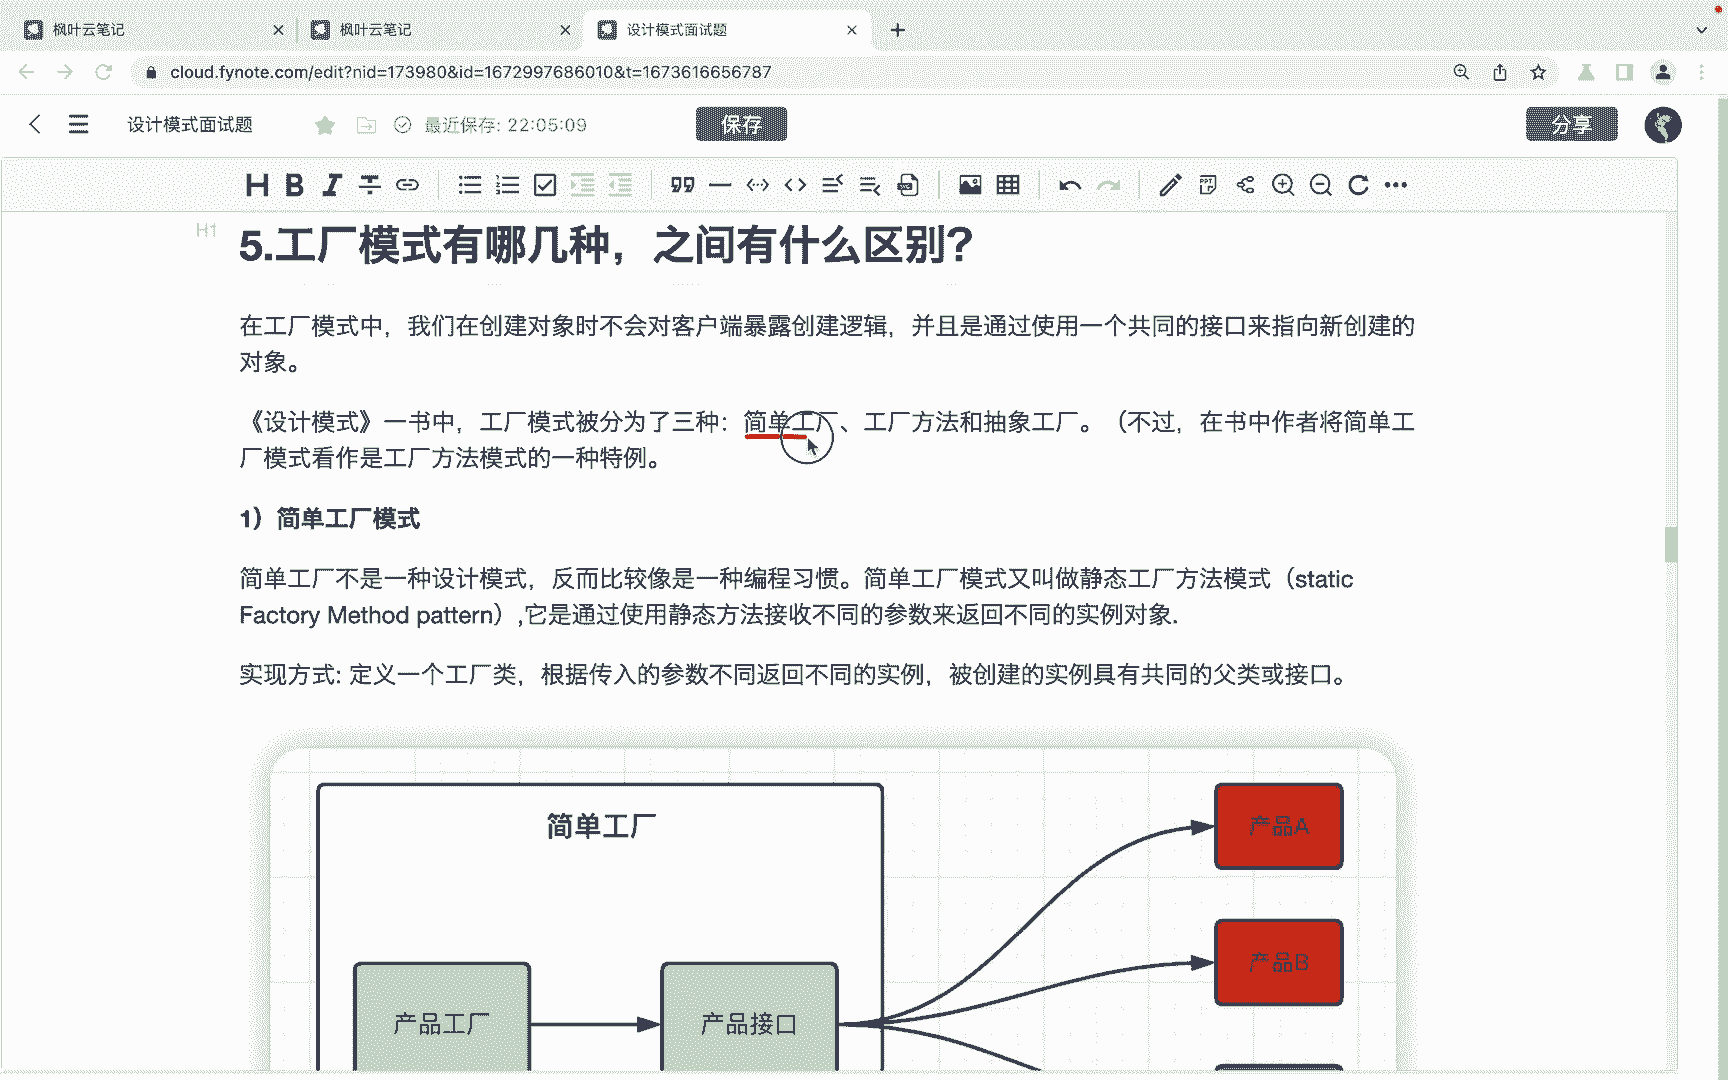 枫叶云笔记
枫叶云笔记
设计模式面试题
cloud.fynote.com/edit?nid=173980&id=1672997686010&t=1673616656787
设计模式面试题
最近保存: 22:05:09
保存
分享
H B I
H1
5.工厂模式有哪几种，之间有什么区别?
在工厂模式中，我们在创建对象时不会对客户端暴露创建逻辑，并且是通过使用一个共同的接口来指向新创建的
对象。
《设计模式》一书中，工厂模式被分为了三种：简单工厂、工厂方法和抽象工厂。（不过，在书中作者将简单工
厂模式看作是工厂方法模式的一种特例。
1）简单工厂模式
简单工厂不是一种设计模式，反而比较像是一种编程习惯。简单工厂模式又叫做静态工厂方法模式（static
Factory Method pattern）,它是通过使用静态方法接收不同的参数来返回不同的实例对象.
实现方式: 定义一个工厂类，根据传入的参数不同返回不同的实例，被创建的实例具有共同的父类或接口。
简单工厂
产品A
产品B
产品工厂
产品接口